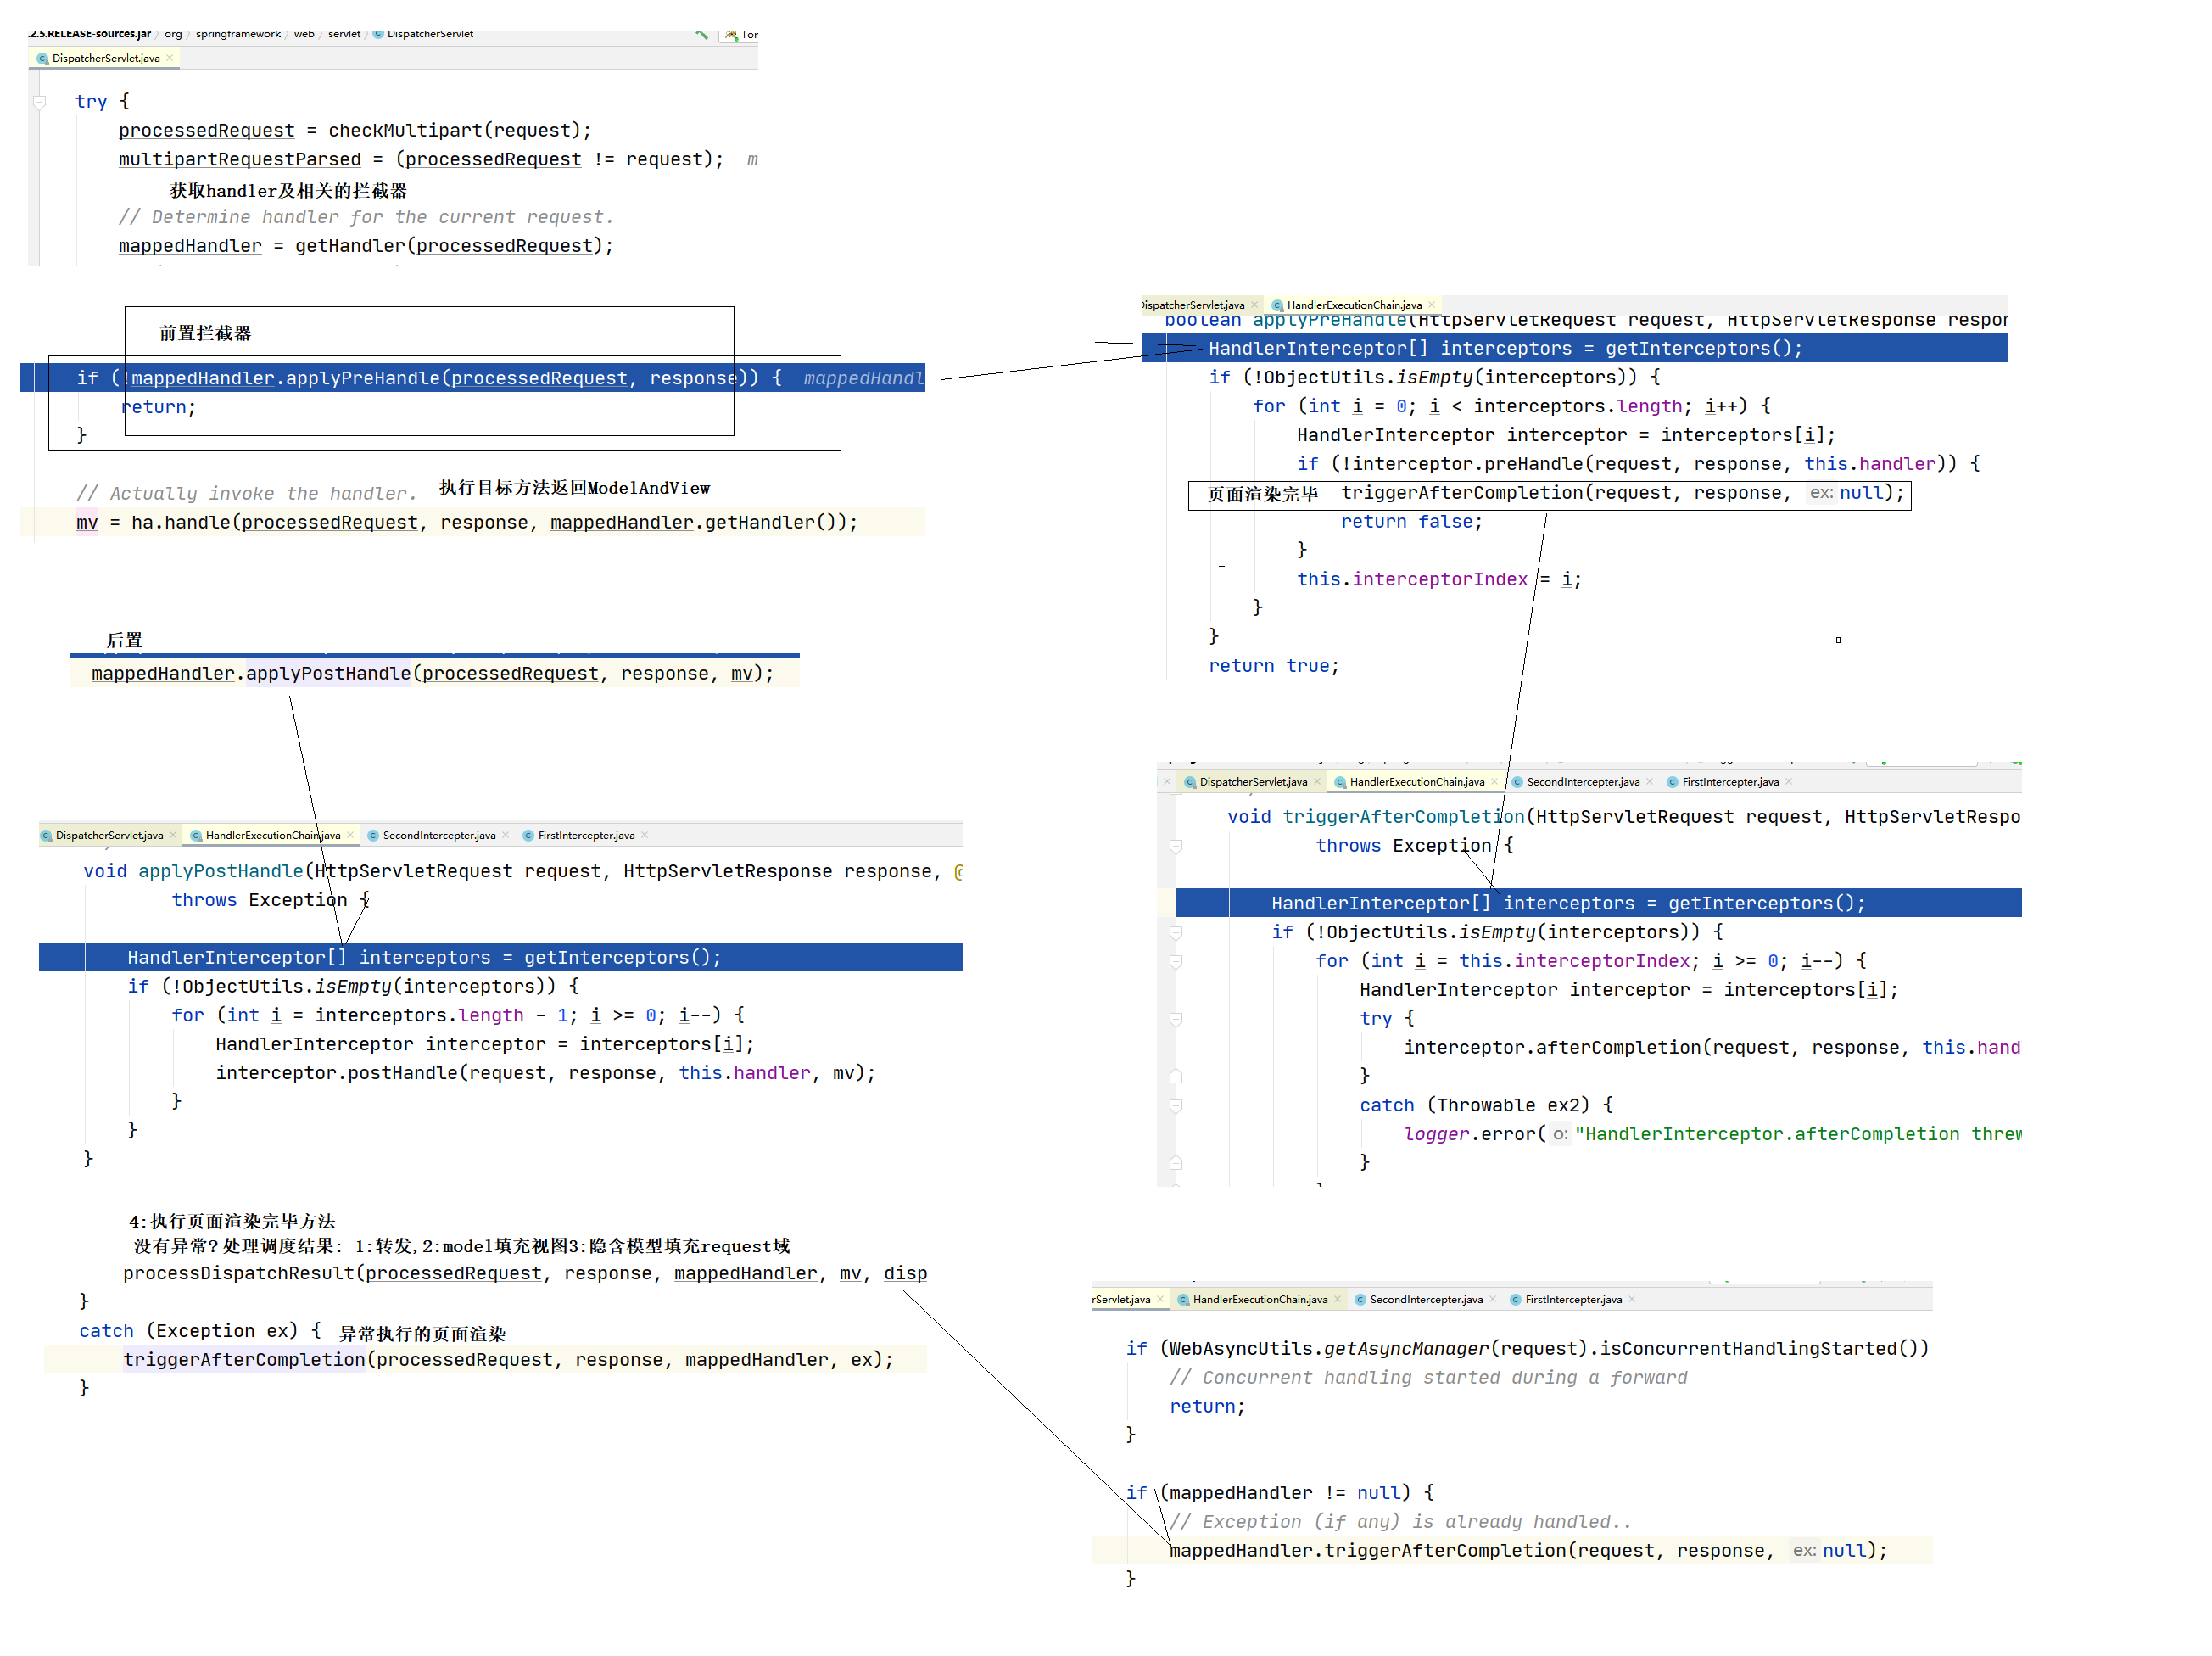 .2.5.RELEASE-sources.jar org springframework web servlet DispatcherServlet Tor
DispatcherServlet.java
try {
processedRequest = checkMultipart(request);
multipartRequestParsed = (processedRequest != request); m
获取handler及相关的拦截器
// Determine handler for the current request.
mappedHandler = getHandler(processedRequest);
前置拦截器
if (!mappedHandler.applyPreHandle(processedRequest, response)) { mappedHandl
return;
}
// Actually invoke the handler. 执行目标方法返回ModelAndView
mv = ha.handle(processedRequest, response, mappedHandler.getHandler());
后置
mappedHandler.applyPostHandle(processedRequest, response, mv);
DispatcherServlet.java HandlerExecutionChain.java SecondIntercepter.java FirstIntercepter.java
void applyPostHandle(HttpServletRequest request, HttpServletResponse response, @
throws Exception {
HandlerInterceptor[] interceptors = getInterceptors();
if (!ObjectUtils.isEmpty(interceptors)) {
for (int i = interceptors.length - 1; i >= 0; i--) {
HandlerInterceptor interceptor = interceptors[i];
interceptor.postHandle(request, response, this.handler, mv);
}
}
}
4:执行页面渲染完毕方法
没有异常?处理调度结果: 1:转发,2:model填充视图3:隐含模型填充request域
processDispatchResult(processedRequest, response, mappedHandler, mv, disp
}
catch (Exception ex) { 异常执行的页面渲染
triggerAfterCompletion(processedRequest, response, mappedHandler, ex);
}
DispatcherServlet.java HandlerExecutionChain.java
boolean applyPreHandle(HttpServletRequest request, HttpServletResponse respon
HandlerInterceptor[] interceptors = getInterceptors();
if (!ObjectUtils.isEmpty(interceptors)) {
for (int i = 0; i < interceptors.length; i++) {
HandlerInterceptor interceptor = interceptors[i];
if (!interceptor.preHandle(request, response, this.handler)) {
页面渲染完毕 triggerAfterCompletion(request, response, ex: null);
return false;
}
this.interceptorIndex = i;
}
}
return true;
DispatcherServlet.java HandlerExecutionChain.java SecondIntercepter.java FirstIntercepter.java
void triggerAfterCompletion(HttpServletRequest request, HttpServletRespo
throws Exception {
HandlerInterceptor[] interceptors = getInterceptors();
if (!ObjectUtils.isEmpty(interceptors)) {
for (int i = this.interceptorIndex; i >= 0; i--) {
HandlerInterceptor interceptor = interceptors[i];
try {
interceptor.afterCompletion(request, response, this.hand
}
catch (Throwable ex2) {
logger.error( o: "HandlerInterceptor.afterCompletion threw
}
rServlet.java HandlerExecutionChain.java SecondIntercepter.java FirstIntercepter.java
if (WebAsyncUtils.getAsyncManager(request).isConcurrentHandlingStarted())
// Concurrent handling started during a forward
return;
}
if (mappedHandler != null) {
// Exception (if any) is already handled..
mappedHandler.triggerAfterCompletion(request, response, ex: null);
}